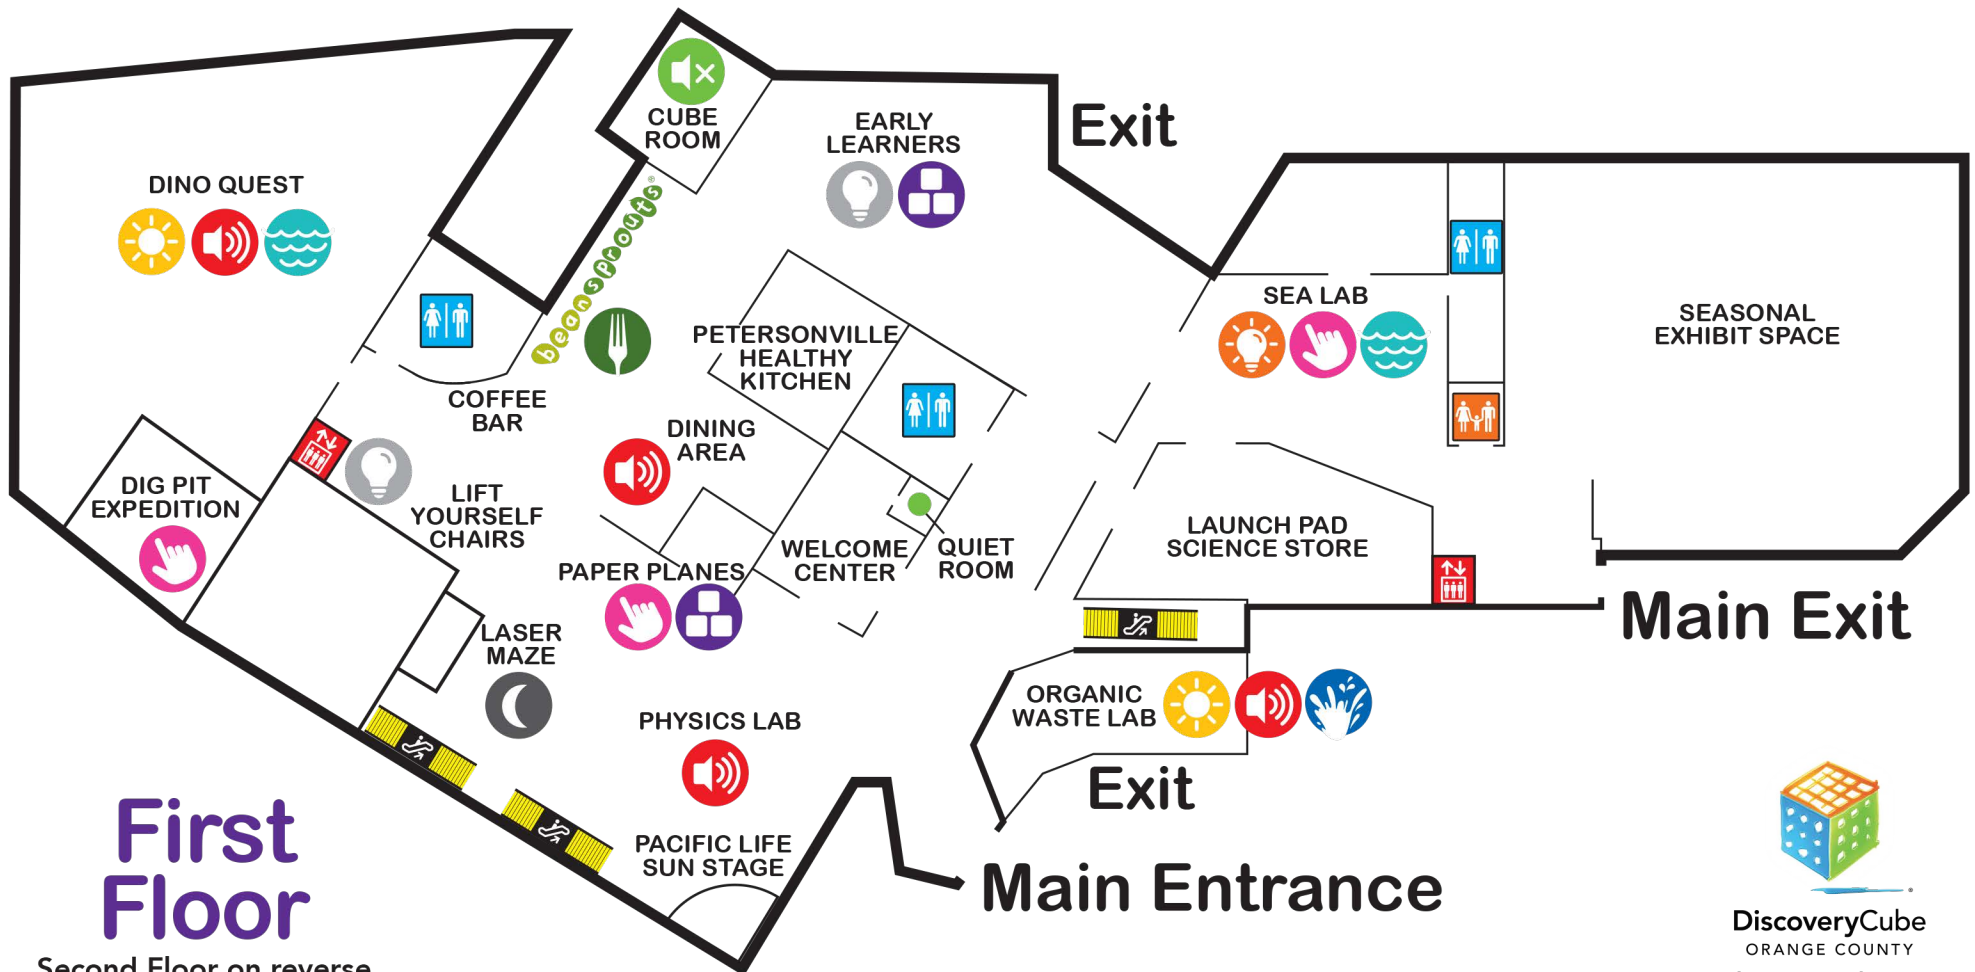 CUBE
ROOM
EARLY
LEARNERS
Exit
DINO QUEST
beansprouts®
SEA LAB
SEASONAL
EXHIBIT SPACE
PETERSONVILLE
HEALTHY
KITCHEN
COFFEE
BAR
DINING
AREA
DIG PIT
EXPEDITION
LIFT
YOURSELF
CHAIRS
LAUNCH PAD
SCIENCE STORE
WELCOME
CENTER
QUIET
ROOM
PAPER PLANES
Main Exit
LASER
MAZE
ORGANIC
WASTE LAB
PHYSICS LAB
Exit
PACIFIC LIFE
SUN STAGE
Main Entrance
First
Floor
Second Floor on reverse
DiscoveryCube
ORANGE COUNTY